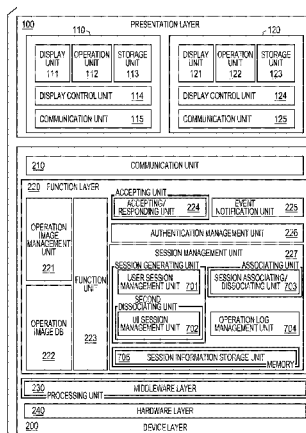 100 PRESENTATION LAYER
110
120
DISPLAY UNIT 111
OPERATION UNIT 112
STORAGE UNIT 113
DISPLAY CONTROL UNIT 114
COMMUNICATION UNIT 115
DISPLAY UNIT 121
OPERATION UNIT 122
STORAGE UNIT 123
DISPLAY CONTROL UNIT 124
COMMUNICATION UNIT 125
210 COMMUNICATION UNIT
220 FUNCTION LAYER
OPERATION IMAGE MANAGEMENT UNIT 221
OPERATION IMAGE DB 222
FUNCTION UNIT 223
ACCEPTING UNIT
ACCEPTING/ RESPONDING UNIT 224
EVENT NOTIFICATION UNIT 225
AUTHENTICATION MANAGEMENT UNIT 226
SESSION MANAGEMENT UNIT 227
SESSION GENERATING UNIT
USER SESSION MANAGEMENT UNIT 701
ASSOCIATING UNIT
SESSION ASSOCIATING/ DISSOCIATING UNIT 703
SECOND DISSOCIATING UNIT
UI SESSION MANAGEMENT UNIT 702
OPERATION LOG MANAGEMENT UNIT 704
705 SESSION INFORMATION STORAGE UNIT
MEMORY
230 MIDDLEWARE LAYER
PROCESSING UNIT
240 HARDWARE LAYER
200 DEVICE LAYER